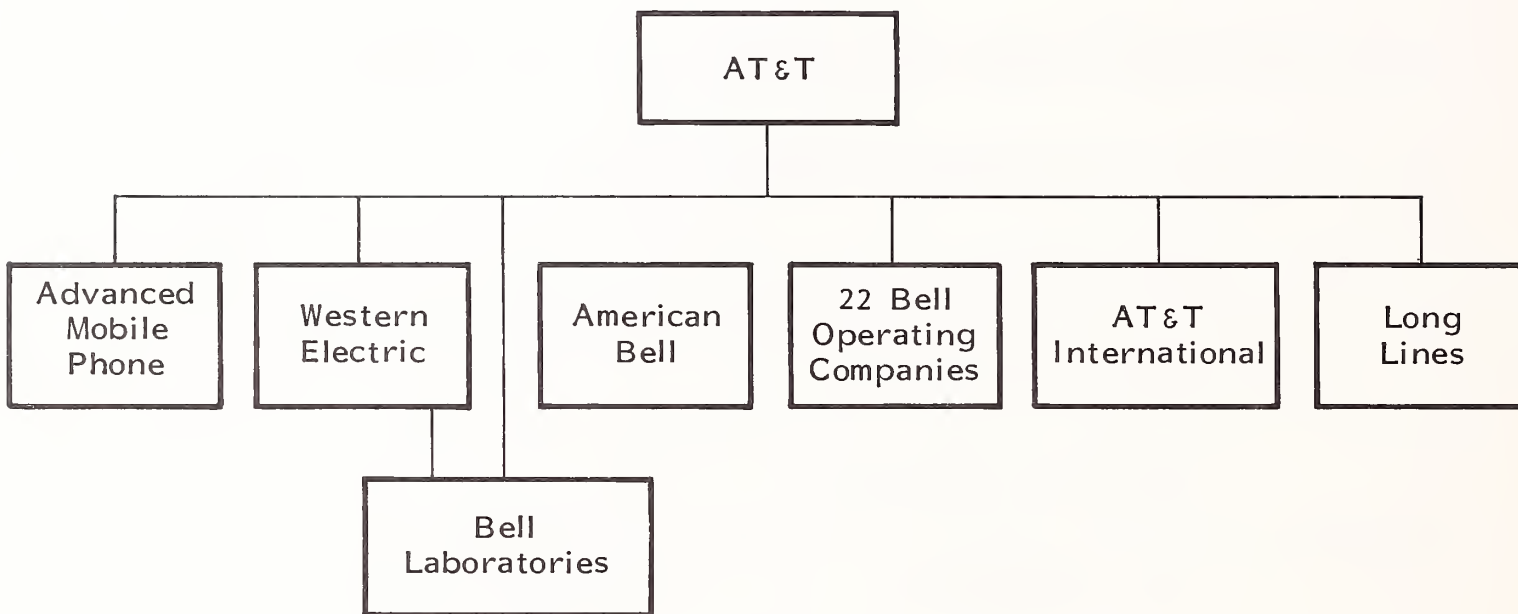 AT&T
Advanced
Mobile
Phone
Western
Electric
American
Bell
22 Bell
Operating
Companies
AT&T
International
Long
Lines
Bell
Laboratories